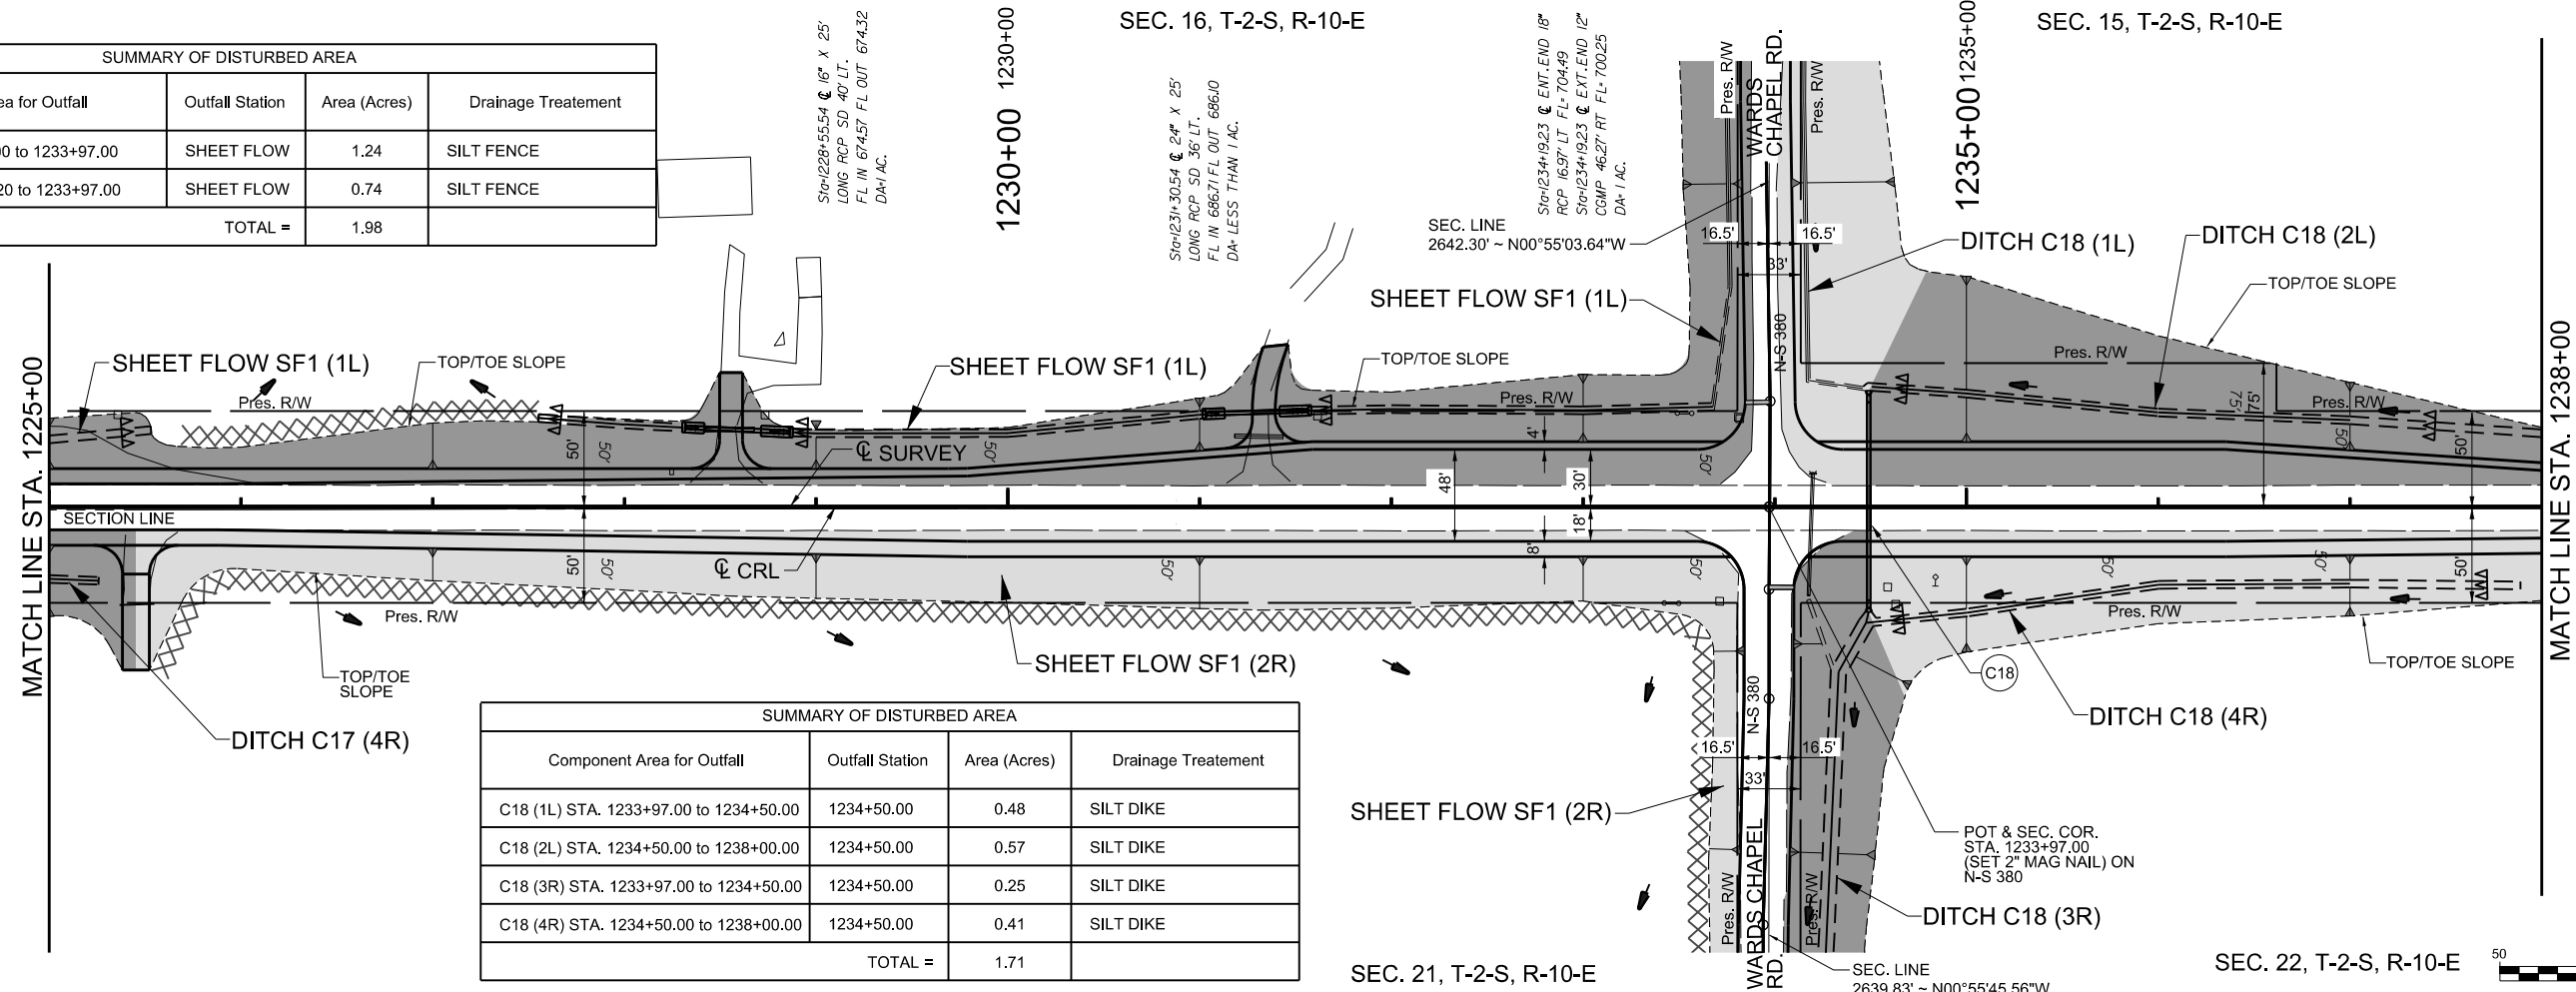 SEC. 16, T-2-S, R-10-E
SEC. 15, T-2-S, R-10-E
SUMMARY OF DISTURBED AREA
ea for Outfall
Outfall Station
Area (Acres)
Drainage Treatement
00 to 1233+97.00
SHEET FLOW
1.24
SILT FENCE
20 to 1233+97.00
SHEET FLOW
0.74
SILT FENCE
TOTAL =
1.98
Sta=1228+55.54 ℄ 16" X 25'
LONG RCP SD 40' LT.
FL IN 674.57 FL OUT 674.32
DA=1 AC.
1230+00
1230+00
Sta=1231+30.54 ℄ 24" X 25'
LONG RCP SD 36' LT.
FL IN 686.71 FL OUT 686.10
DA= LESS THAN 1 AC.
Sta=1234+19.23 ℄ ENT. END 18"
RCP 16.97' LT FL= 704.49
Sta=1234+19.23 ℄ EXT. END 12"
CGMP 46.27' RT FL= 700.25
DA= 1 AC.
Pres. R/W
WARDS
CHAPEL RD.
Pres. R/W
1235+00
1235+00
SEC. LINE
2642.30' ~ N00°55'03.64"W
16.5'
16.5'
33'
DITCH C18 (1L)
DITCH C18 (2L)
TOP/TOE SLOPE
SHEET FLOW SF1 (1L)
N-S 380
MATCH LINE STA. 1225+00
SHEET FLOW SF1 (1L)
TOP/TOE SLOPE
SHEET FLOW SF1 (1L)
TOP/TOE SLOPE
Pres. R/W
Pres. R/W
Pres. R/W
Pres. R/W
75'
75'
MATCH LINE STA. 1238+00
50'
50'
℄ SURVEY
50'
4'
48'
30'
50'
50'
50'
SECTION LINE
18'
8'
50'
50'
℄ CRL
50'
50'
50'
50'
50'
50'
Pres. R/W
Pres. R/W
TOP/TOE
SLOPE
SHEET FLOW SF1 (2R)
C18
TOP/TOE SLOPE
DITCH C17 (4R)
DITCH C18 (4R)
N-S 380
16.5'
16.5'
33'
SUMMARY OF DISTURBED AREA
Component Area for Outfall
Outfall Station
Area (Acres)
Drainage Treatement
C18 (1L) STA. 1233+97.00 to 1234+50.00
1234+50.00
0.48
SILT DIKE
C18 (2L) STA. 1234+50.00 to 1238+00.00
1234+50.00
0.57
SILT DIKE
C18 (3R) STA. 1233+97.00 to 1234+50.00
1234+50.00
0.25
SILT DIKE
C18 (4R) STA. 1234+50.00 to 1238+00.00
1234+50.00
0.41
SILT DIKE
TOTAL =
1.71
SHEET FLOW SF1 (2R)
POT & SEC. COR.
STA. 1233+97.00
(SET 2" MAG NAIL) ON
N-S 380
Pres. R/W
WARDS CHAPEL
RD.
Pres. R/W
DITCH C18 (3R)
SEC. 21, T-2-S, R-10-E
SEC. LINE
2639.83' ~ N00°55'45.56"W
SEC. 22, T-2-S, R-10-E
50